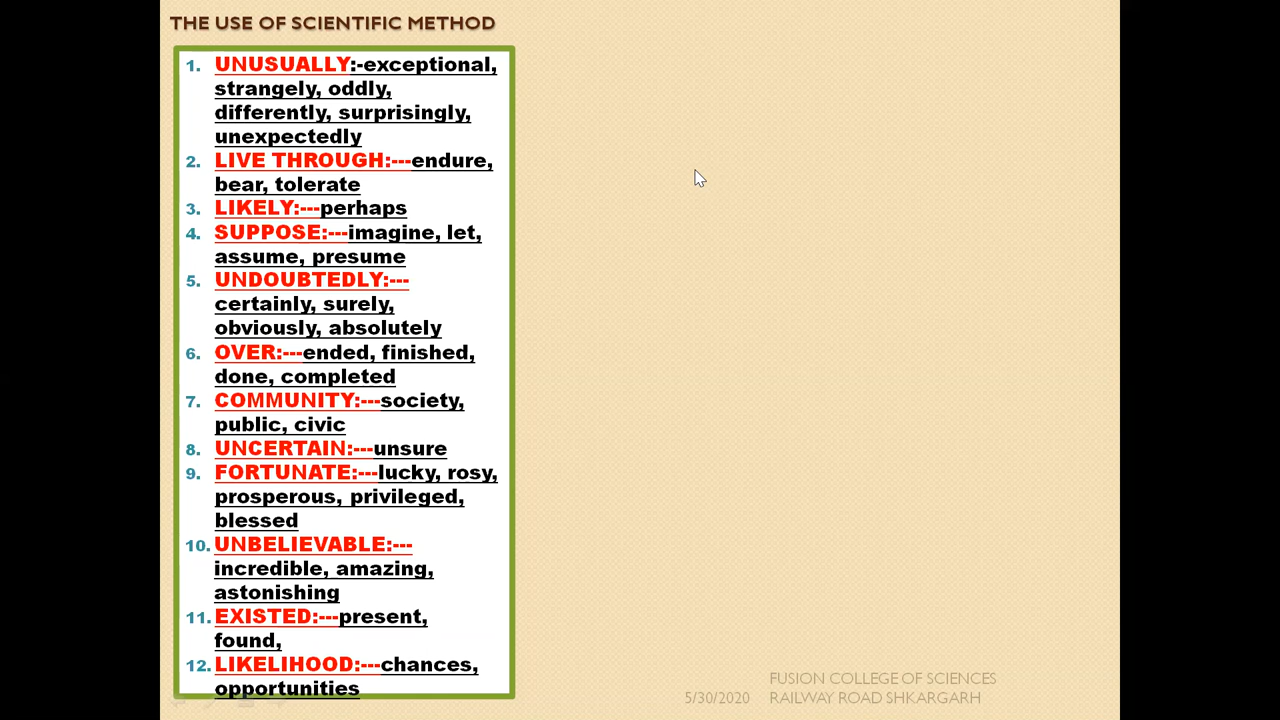 THE USE OF SCIENTIFIC METHOD
1. UNUSUALLY:-exceptional,
strangely, oddly,
differently, surprisingly,
unexpectedly
2. LIVE THROUGH:---endure,
bear, tolerate
3. LIKELY:---perhaps
4. SUPPOSE:---imagine, let,
assume, presume
5. UNDOUBTEDLY:---
certainly, surely,
obviously, absolutely
6. OVER:---ended, finished,
done, completed
7. COMMUNITY:---society,
public, civic
8. UNCERTAIN:---unsure
9. FORTUNATE:---lucky, rosy,
prosperous, privileged,
blessed
10. UNBELIEVABLE:---
incredible, amazing,
astonishing
11. EXISTED:---present,
found,
12. LIKELIHOOD:---chances,
opportunities
5/30/2020
FUSION COLLEGE OF SCIENCES
RAILWAY ROAD SHKARGARH